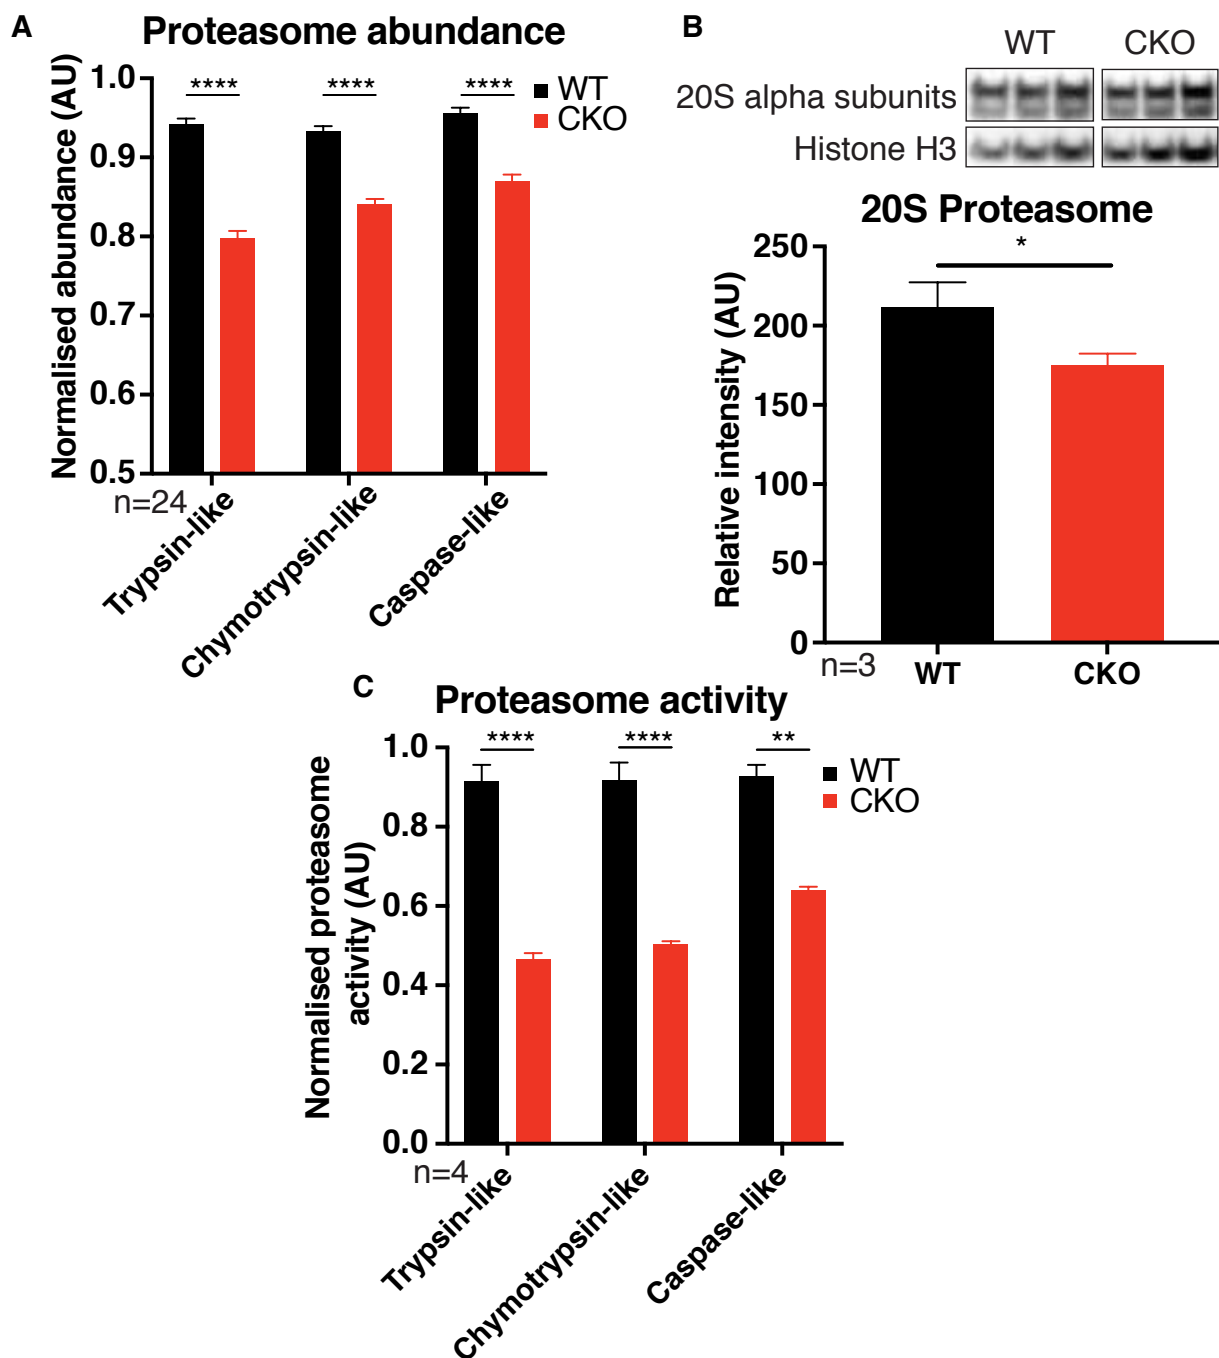 A
Proteasome abundance
Normalised abundance (AU)
1.0
0.9
0.8
0.7
0.6
0.5
****
****
****
WT
CKO
n=24
Trypsin-like
Chymotrypsin-like
Caspase-like
B
WT
CKO
20S alpha subunits
Histone H3
20S Proteasome
Relative intensity (AU)
250
200
150
100
50
0
*
n=3
WT
CKO
C
Proteasome activity
Normalised proteasome
activity (AU)
1.0
0.8
0.6
0.4
0.2
0.0
****
****
**
WT
CKO
n=4
Trypsin-like
Chymotrypsin-like
Caspase-like